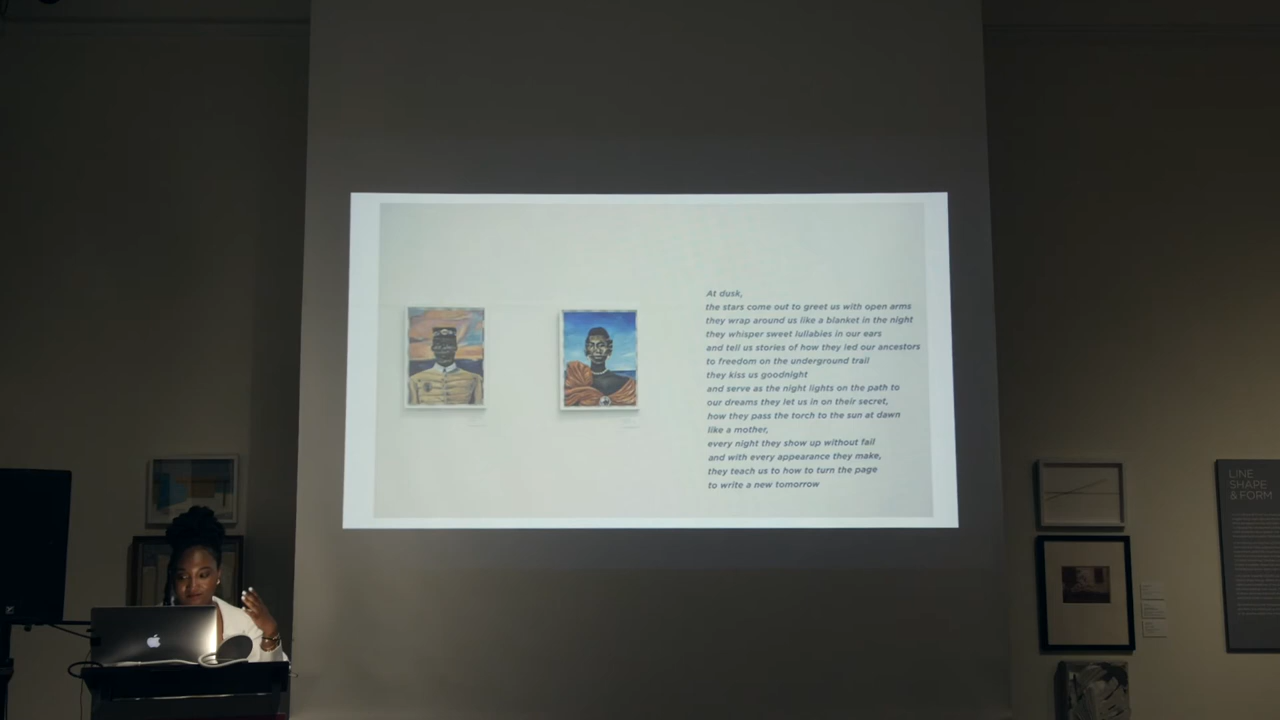 At dusk,
the stars come out to greet us with open arms
they wrap around us like a blanket in the night
they whisper sweet lullabies in our ears
and tell us stories of how they led our ancestors
to freedom on the underground trail
they kiss us goodnight
and serve as the night lights on the path to
our dreams they let us in on their secret,
how they pass the torch to the sun at dawn
like a mother,
every night they show up without fail
and with every appearance they make,
they teach us to how to turn the page
to write a new tomorrow
LINE
SHAPE
& FORM